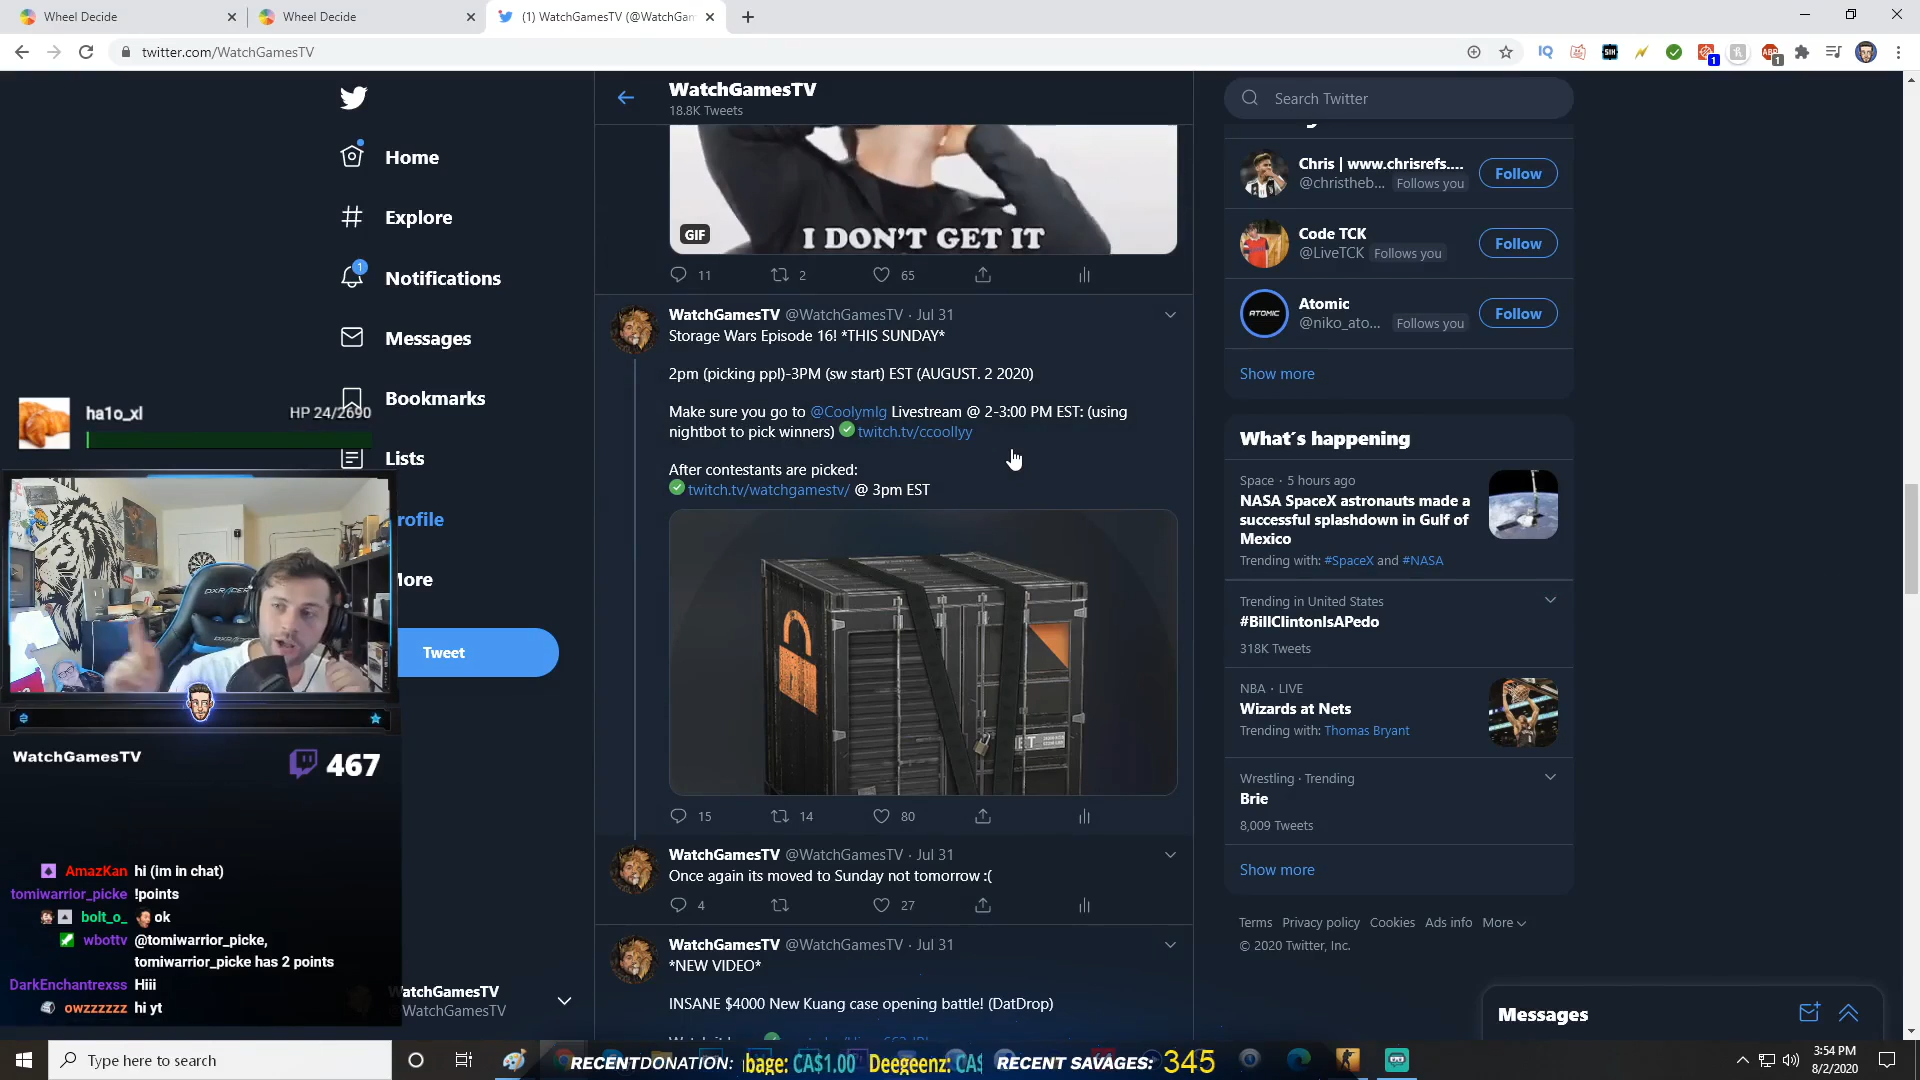 Wheel Decide
Wheel Decide
(1) WatchGamesTV (@WatchGam
twitter.com/WatchGamesTV
WatchGamesTV
18.8K Tweets
Search Twitter
Home
Explore
Notifications
1
Messages
Bookmarks
Lists
rofile
More
Tweet
I DON'T GET IT
GIF
11
2
65
WatchGamesTV @WatchGamesTV · Jul 31
Storage Wars Episode 16! *THIS SUNDAY*
2pm (picking ppl)-3PM (sw start) EST (AUGUST. 2 2020)
Make sure you go to @Coolymlg Livestream @ 2-3:00 PM EST: (using
nightbot to pick winners) twitch.tv/ccoollyy
After contestants are picked:
twitch.tv/watchgamestv/ @ 3pm EST
15
14
80
WatchGamesTV @WatchGamesTV · Jul 31
Once again its moved to Sunday not tomorrow :(
4
27
WatchGamesTV @WatchGamesTV · Jul 31
*NEW VIDEO*
INSANE $4000 New Kuang case opening battle! (DatDrop)
Chris | www.chrisrefs....
@christheb... Follows you
Follow
Code TCK
@LiveTCK Follows you
Follow
ATOMIC
Atomic
@niko_ato... Follows you
Follow
Show more
What's happening
Space · 5 hours ago
NASA SpaceX astronauts made a
successful splashdown in Gulf of
Mexico
Trending with: #SpaceX and #NASA
Trending in United States
#BillClintonIsAPedo
318K Tweets
NBA · LIVE
Wizards at Nets
Trending with: Thomas Bryant
Wrestling · Trending
Brie
8,009 Tweets
Show more
Terms Privacy policy Cookies Ads info More
© 2020 Twitter, Inc.
Messages
ha1o_xl
HP 24/2690
DXRACER
WatchGamesTV
467
AmazKan hi (im in chat)
tomiwarrior_picke !points
bolt_o_ ok
wbottv @tomiwarrior_picke,
tomiwarrior_picke has 2 points
DarkEnchantrexss Hiii
owzzzzzz hi yt
WatchGamesTV
@WatchGamesTV
Type here to search
RECENT DONATION:
bage: CA$1.00 Deegeenz: CA$
RECENT SAVAGES: 345
3:54 PM
8/2/2020